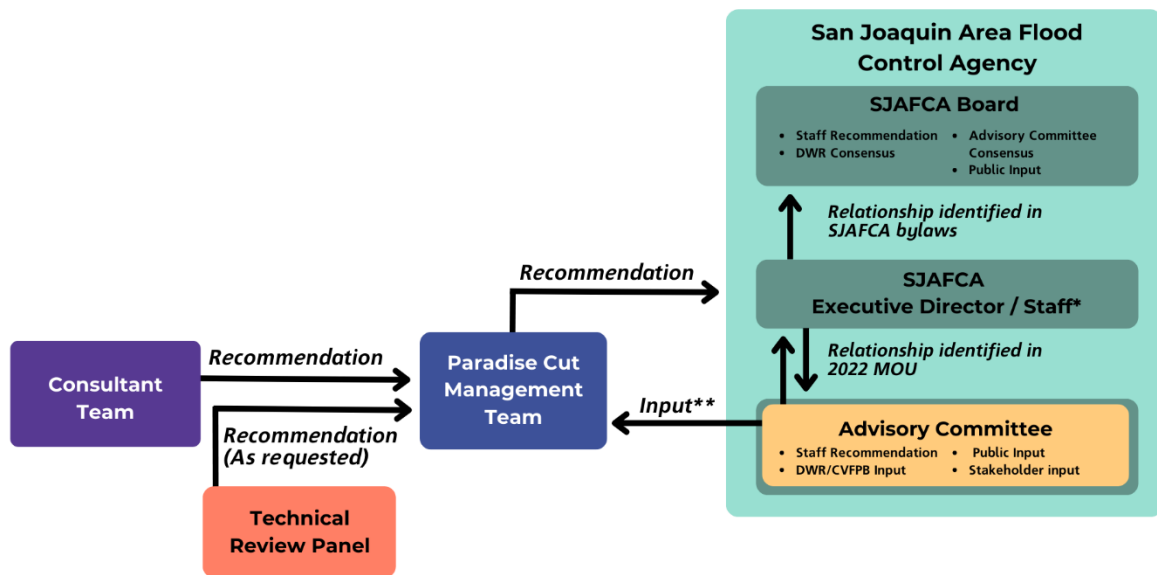 San Joaquin Area Flood
Control Agency
SJAFCA Board
• Staff Recommendation
• DWR Consensus
• Advisory Committee
Consensus
• Public Input
Relationship identified in
SJAFCA bylaws
Recommendation
SJAFCA
Executive Director / Staff*
Relationship identified in
2022 MOU
Consultant
Team
Recommendation
Recommendation
(As requested)
Paradise Cut
Management
Team
Input**
Advisory Committee
• Staff Recommendation
• DWR/CVFPB Input
• Public Input
• Stakeholder input
Technical
Review Panel